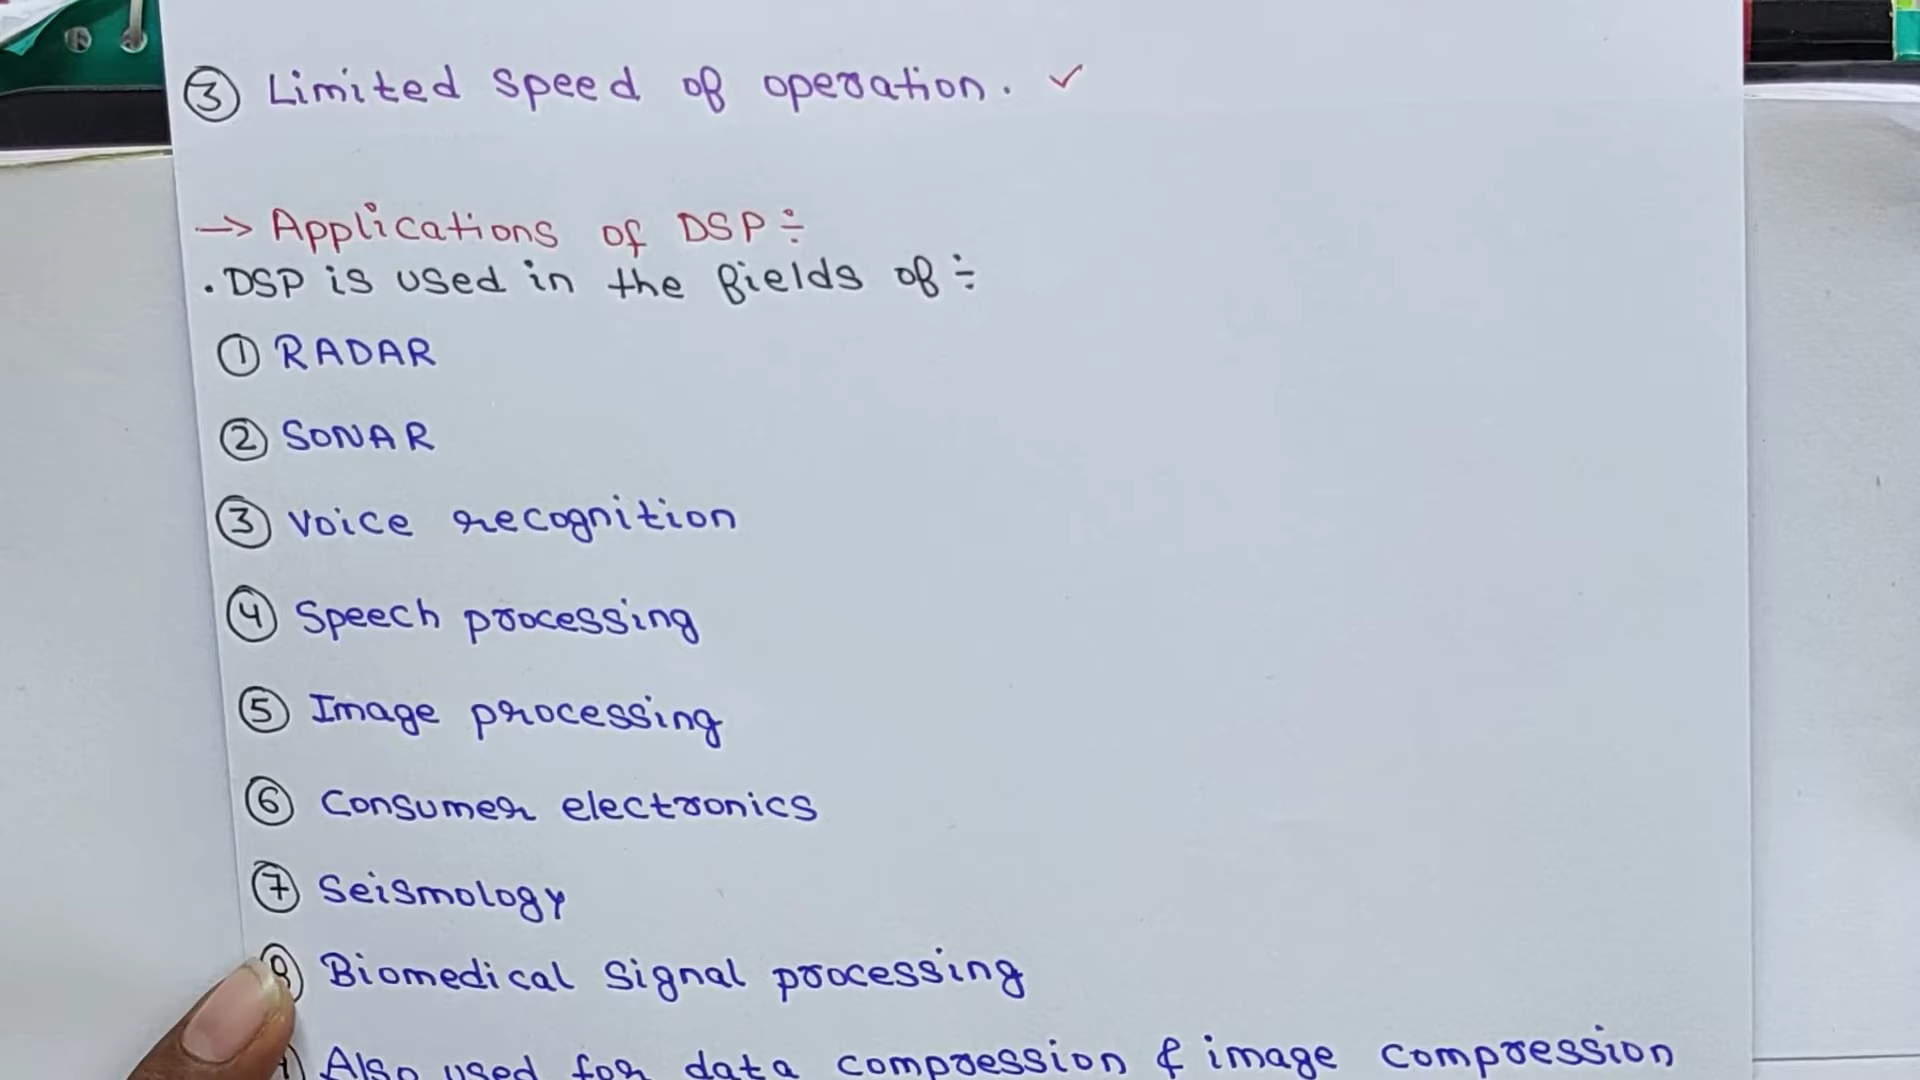 ③ Limited speed of operation. ✓
→ Applications of DSP ÷
. DSP is used in the fields of ÷
① RADAR
② SONAR
③ Voice recognition
④ Speech processing
⑤ Image processing
⑥ Consumer electronics
⑦ Seismology
⑧ Biomedical signal processing
Also used for data compression & image compression